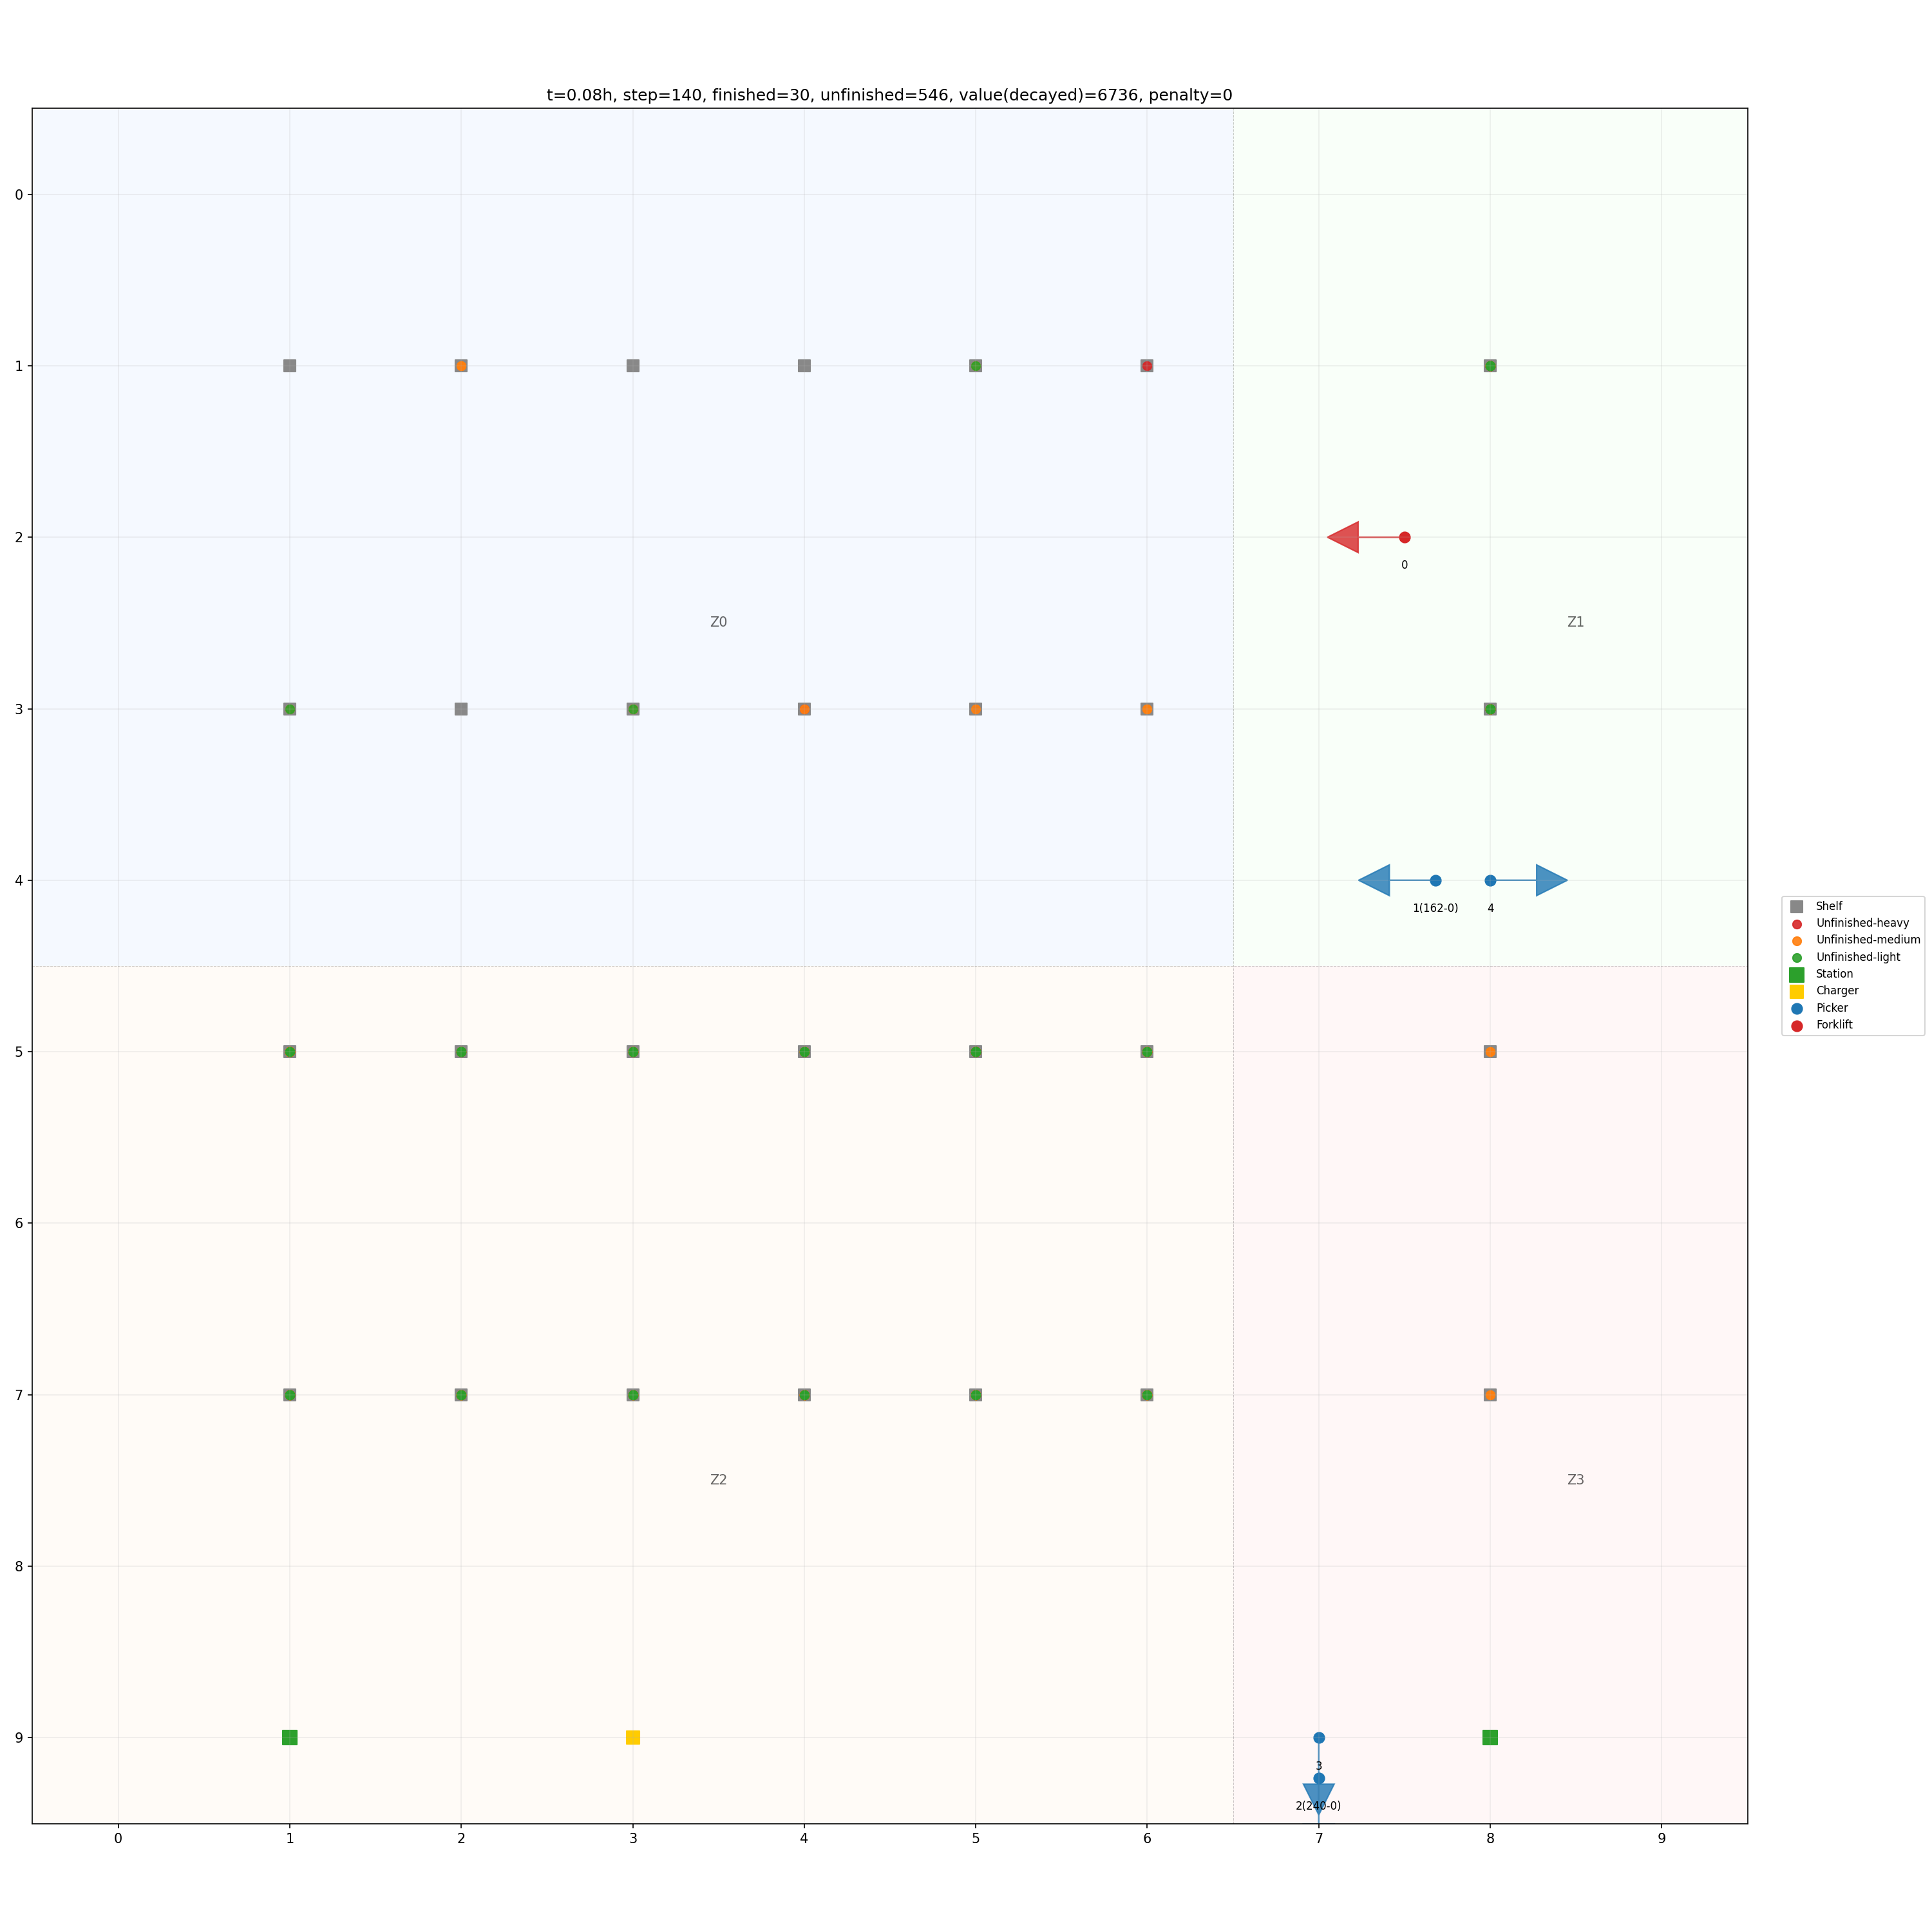 t=0.08h, step=140, finished=30, unfinished=546, value(decayed)=6736, penalty=0
0
1
2
0
Z0
Z1
3
4
1(162-0)
4
Shelf
Unfinished-heavy
Unfinished-medium
Unfinished-light
Station
Charger
Picker
Forklift
5
6
7
Z2
Z3
8
9
3
2(240-0)
0
1
2
3
4
5
6
7
8
9